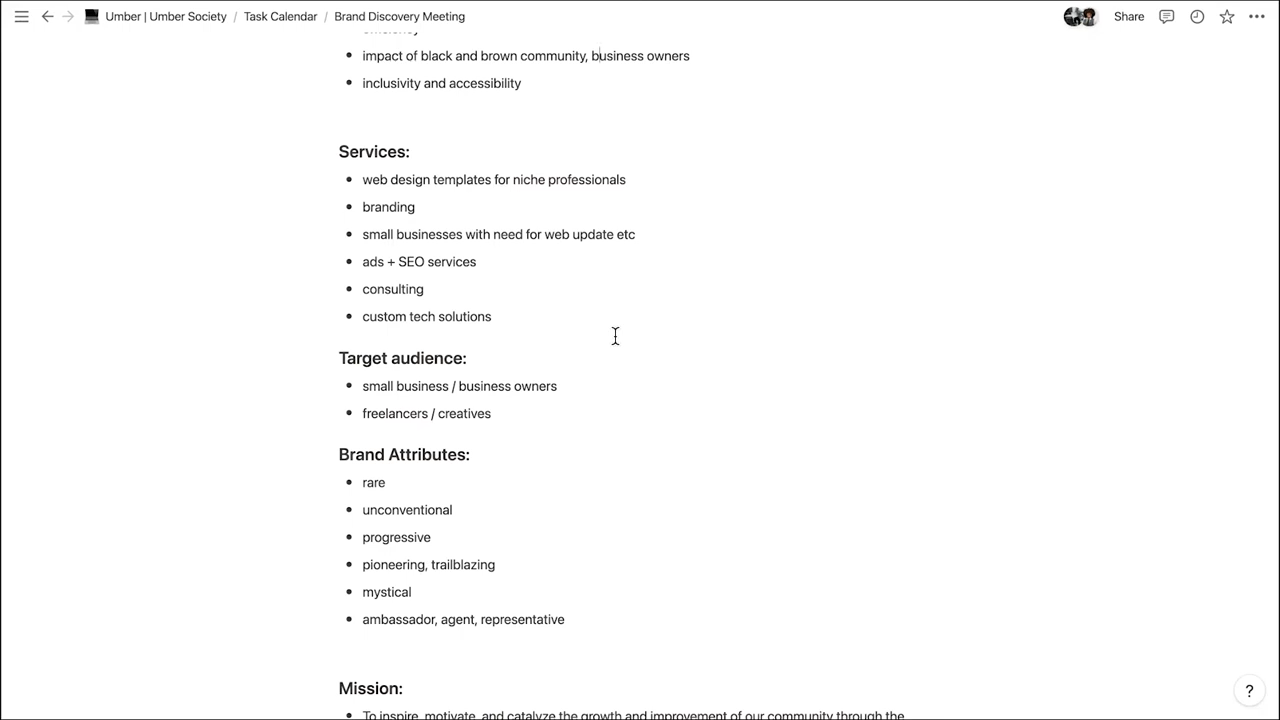 Umber | Umber Society / Task Calendar / Brand Discovery Meeting Share
impact of black and brown community, business owners
inclusivity and accessibility
Services:
web design templates for niche professionals
branding
small businesses with need for web update etc
ads + SEO services
consulting
custom tech solutions
Target audience:
small business / business owners
freelancers / creatives
Brand Attributes:
rare
unconventional
progressive
pioneering, trailblazing
mystical
ambassador, agent, representative
Mission:
To inspire, motivate, and catalyze the growth and improvement of our community through the
?